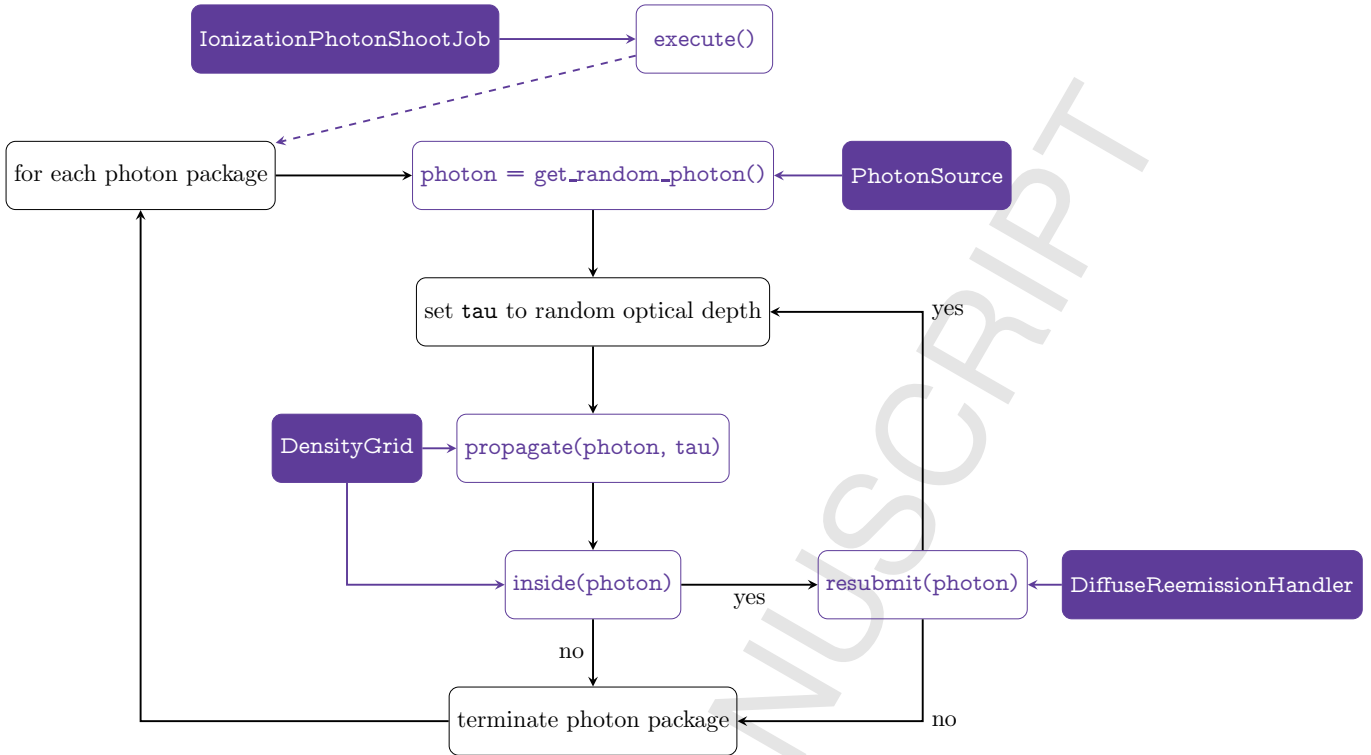 IonizationPhotonShootJob
execute()
for each photon package
photon = get_random_photon()
PhotonSource
set tau to random optical depth
yes
DensityGrid
propagate(photon, tau)
inside(photon)
yes
resubmit(photon)
DiffuseReemissionHandler
no
terminate photon package
no
NUSCRIPT